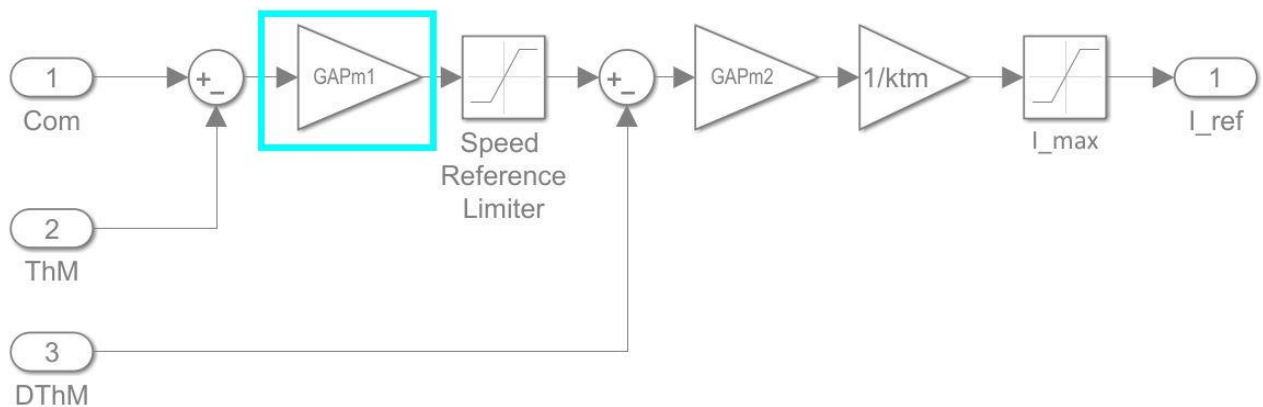 1
Com
+
−
GAPm1
Speed
Reference
Limiter
+
−
GAPm2
1/ktm
I_max
1
I_ref
2
ThM
3
DThM